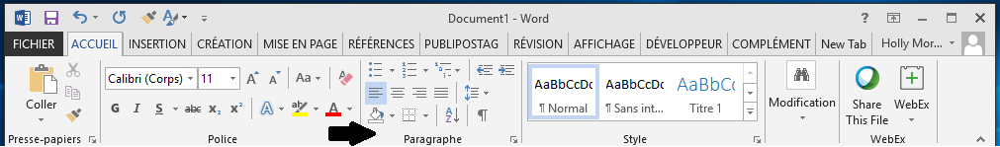 Document1 - Word
FICHIER ACCUEIL INSERTION CRÉATION MISE EN PAGE RÉFÉRENCES PUBLIPOSTAG RÉVISION AFFICHAGE DÉVELOPPEUR COMPLÉMENT New Tab Holly Mor...
Coller
Presse-papiers
Calibri (Corps) 11 A A Aa
G I S abc x₂ x² A ab A
Police
A Z ¶
Paragraphe
AaBbCcDc AaBbCcDc AaBbCc
¶ Normal ¶ Sans int... Titre 1
Style
Modification
Share This File
WebEx
WebEx